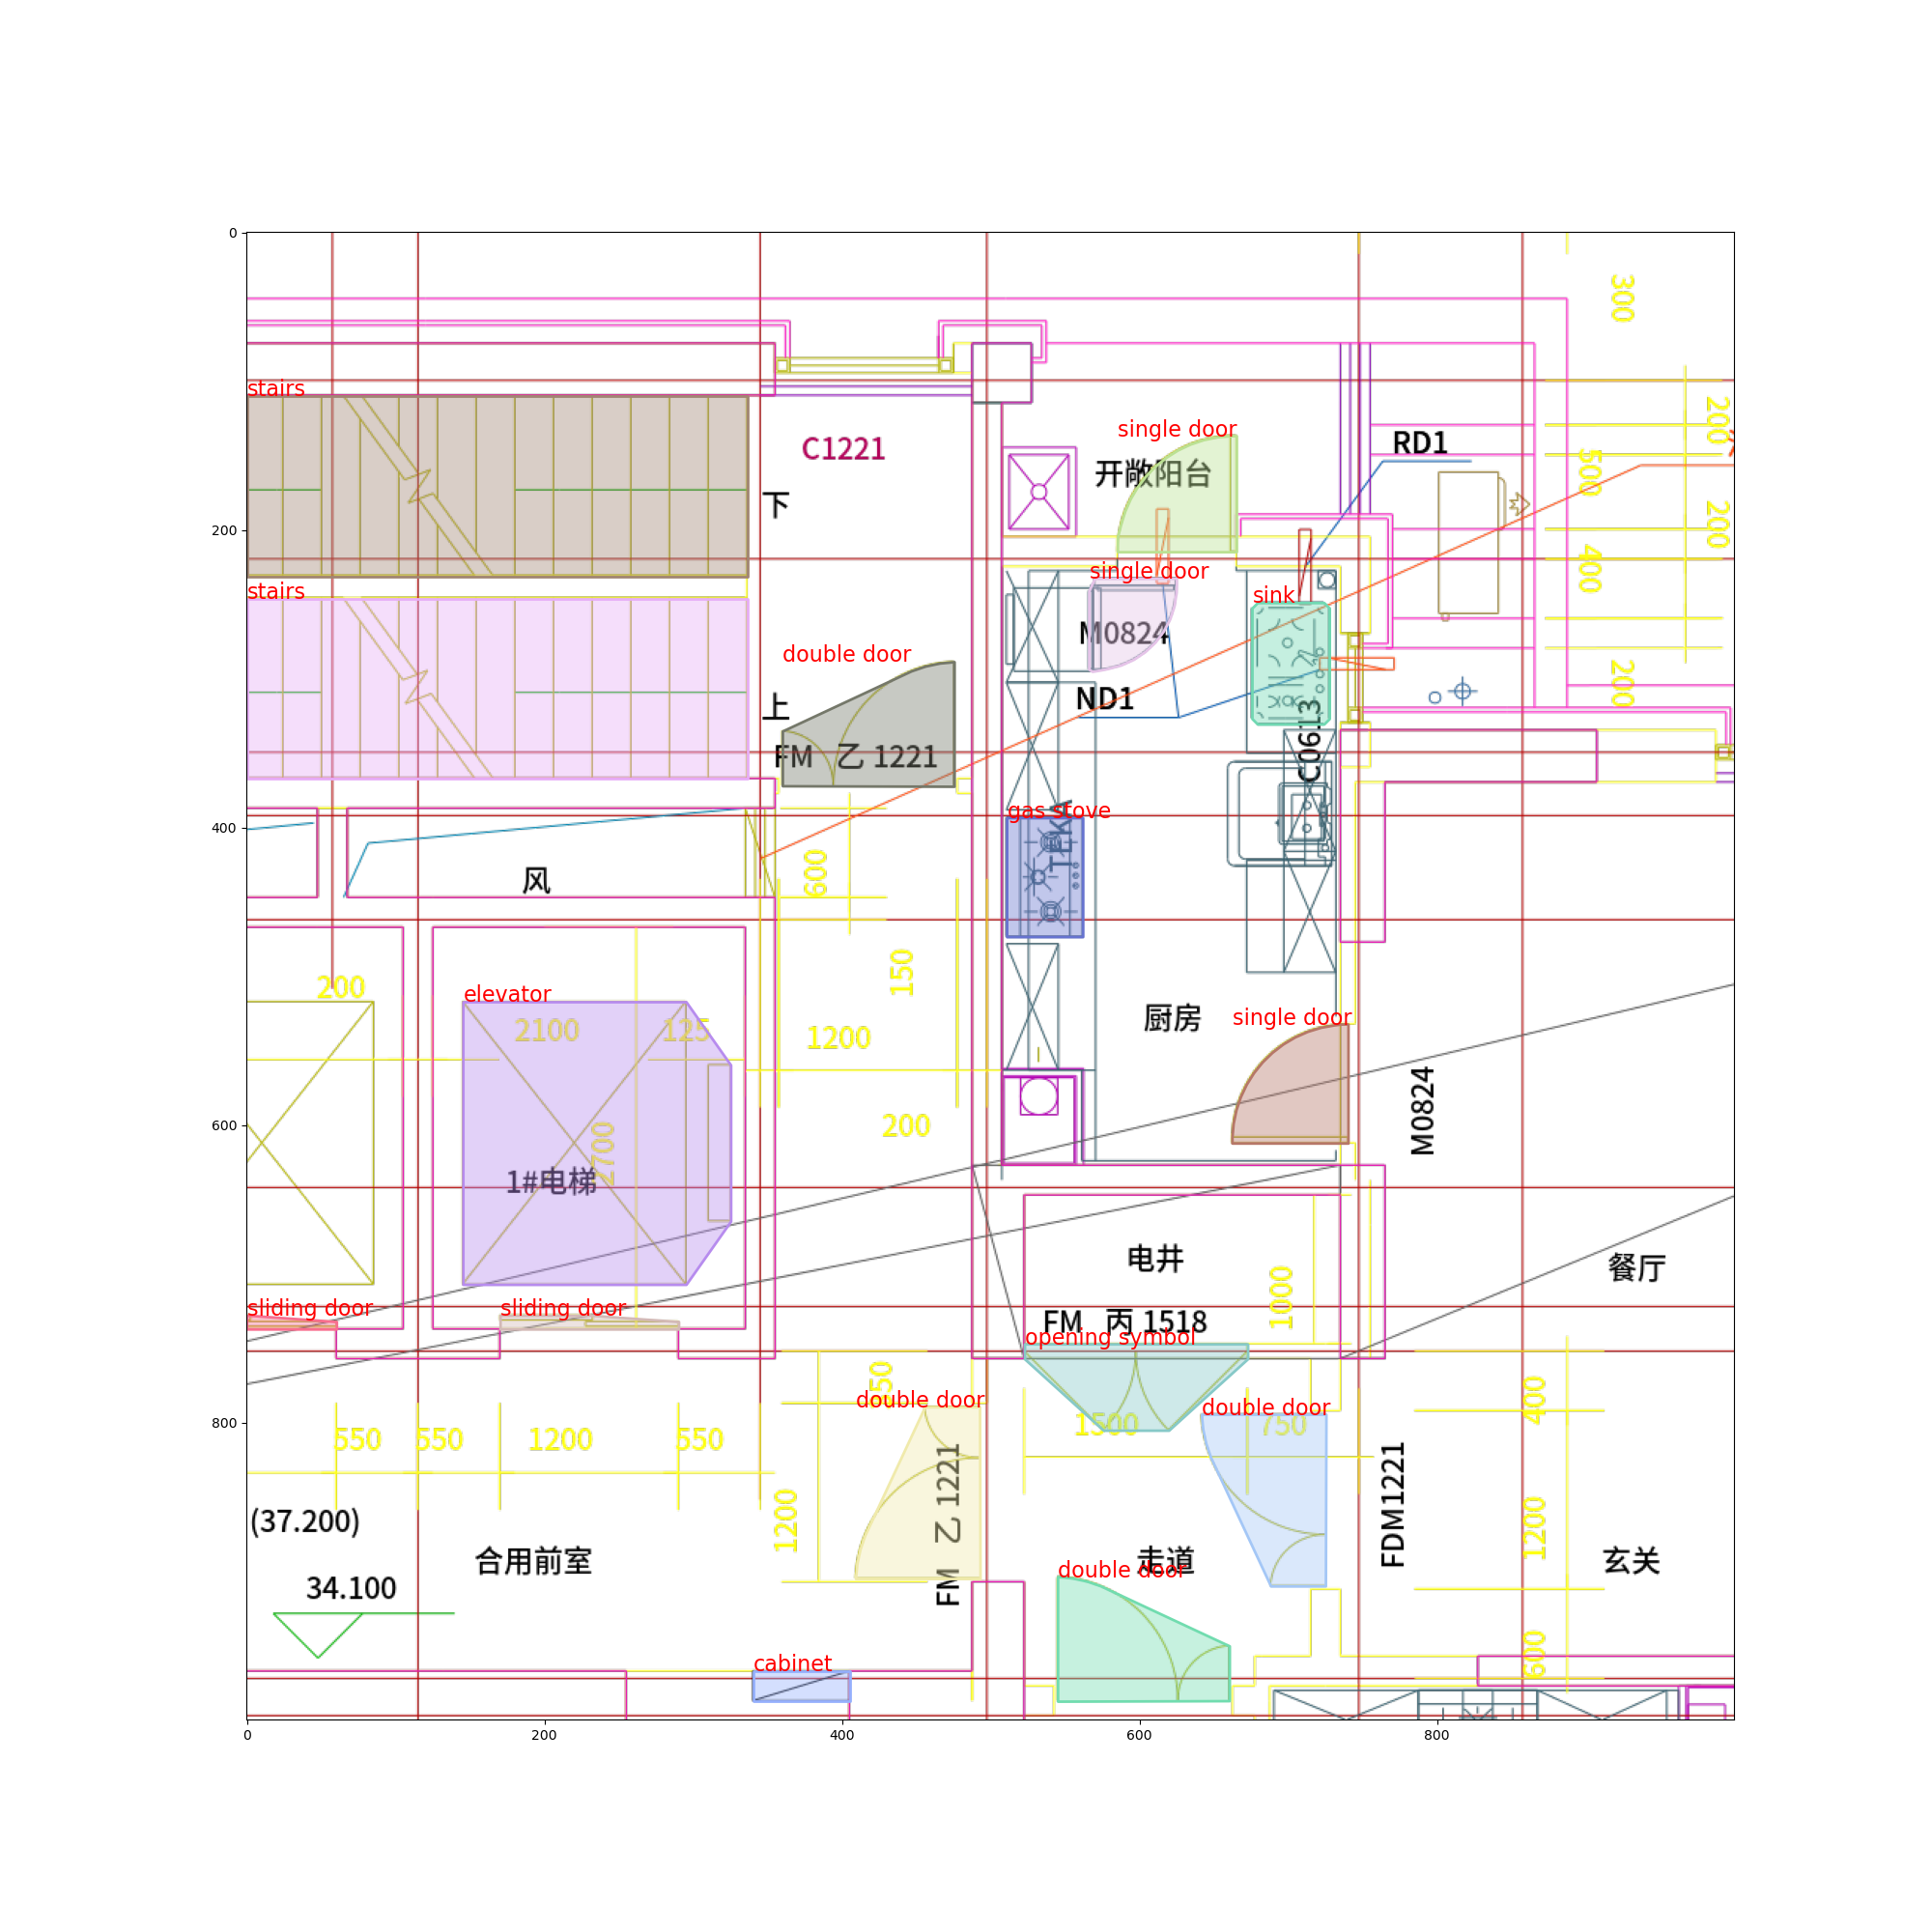 0
300
stairs
200
single door
RD1
C1221
开敞阳台
500
下
200
200
single door
400
stairs
sink
M0824
double door
200
上
ND1
C0613
FM 乙 1221
gas stove
TEKA
400
600
风
150
200
elevator
厨房
single door
2100
125
1200
600
200
M0824
2700
1#电梯
电井
餐厅
1000
sliding door
sliding door
FM 丙 1518
opening symbol
double door
400
double door
800
1500
750
550
550
1200
550
FM 乙 1221
FDM1221
1200
1200
(37.200)
合用前室
走道
玄关
double door
34.100
600
cabinet
0
200
400
600
800